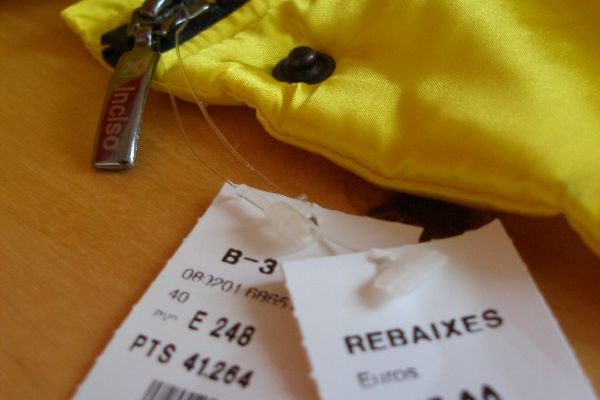 Inciso
B-3
40
E 248
PTS 41.264
REBAIXES
Euros